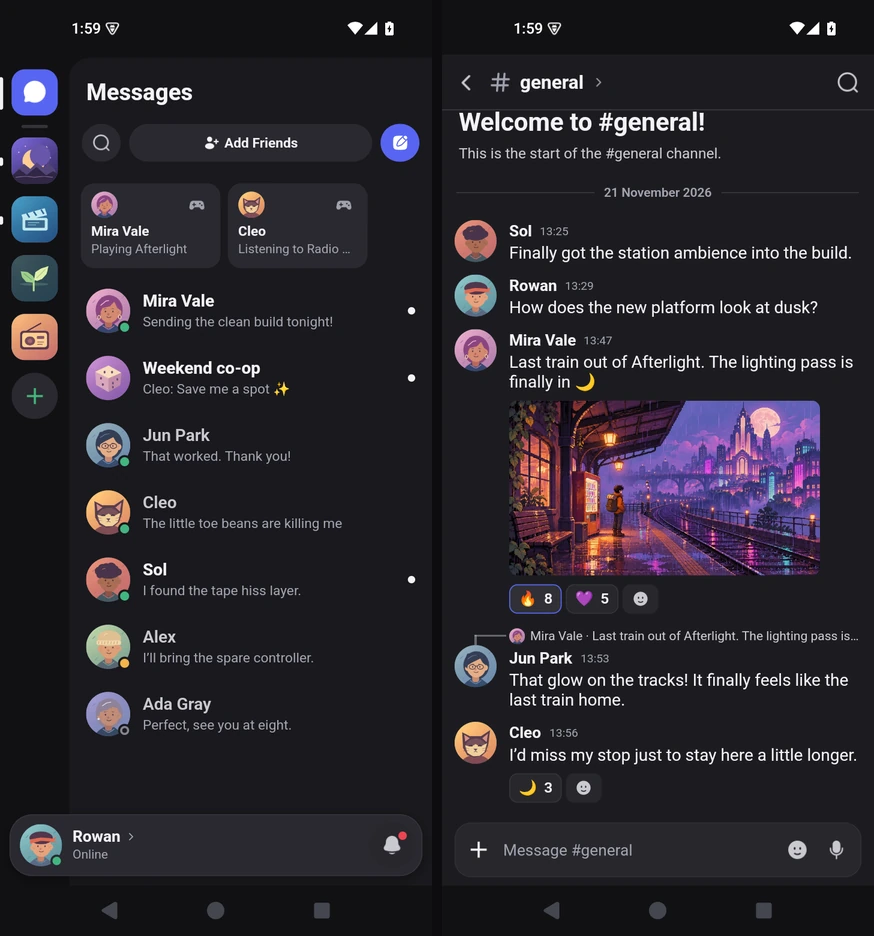 1:59
Messages
Add Friends
Mira Vale
Playing Afterlight
Cleo
Listening to Radio ...
Mira Vale
Sending the clean build tonight!
Weekend co-op
Cleo: Save me a spot ✨
Jun Park
That worked. Thank you!
Cleo
The little toe beans are killing me
Sol
I found the tape hiss layer.
Alex
I’ll bring the spare controller.
Ada Gray
Perfect, see you at eight.
Rowan
Online
1:59
# general
Welcome to #general!
This is the start of the #general channel.
21 November 2026
Sol 13:25
Finally got the station ambience into the build.
Rowan 13:29
How does the new platform look at dusk?
Mira Vale 13:47
Last train out of Afterlight. The lighting pass is
finally in 🌙
🔥 8 💜 5
Mira Vale · Last train out of Afterlight. The lighting pass is...
Jun Park 13:53
That glow on the tracks! It finally feels like the
last train home.
Cleo 13:56
I’d miss my stop just to stay here a little longer.
🌙 3
Message #general